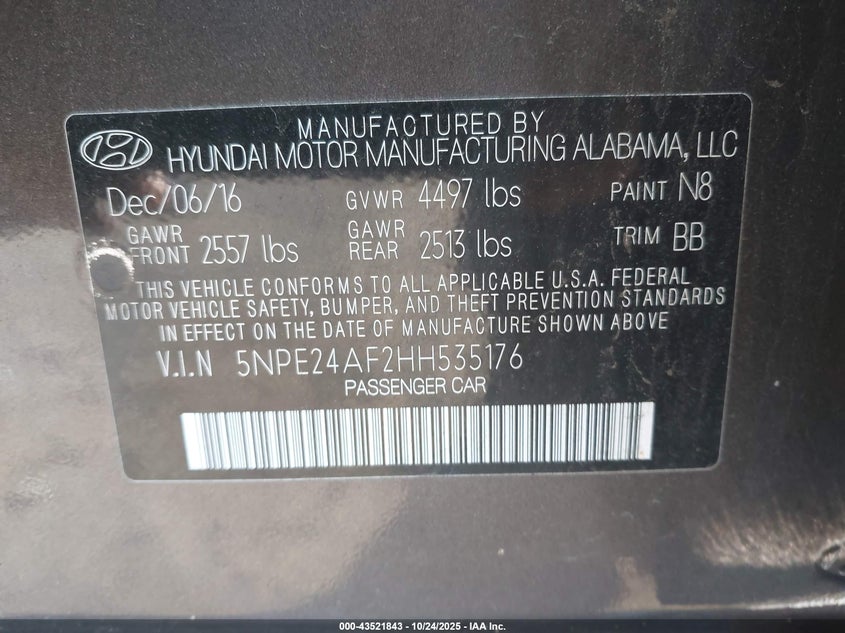 MANUFACTURED BY
HYUNDAI MOTOR MANUFACTURING ALABAMA, LLC
Dec/06/16 GVWR 4497 lbs PAINT N8
GAWR FRONT 2557 lbs GAWR REAR 2513 lbs TRIM BB
THIS VEHICLE CONFORMS TO ALL APPLICABLE U.S.A. FEDERAL
MOTOR VEHICLE SAFETY, BUMPER, AND THEFT PREVENTION STANDARDS
IN EFFECT ON THE DATE OF MANUFACTURE SHOWN ABOVE
V.I.N 5NPE24AF2HH535176
PASSENGER CAR
000-43521843 - 10/24/2025 - IAA Inc.